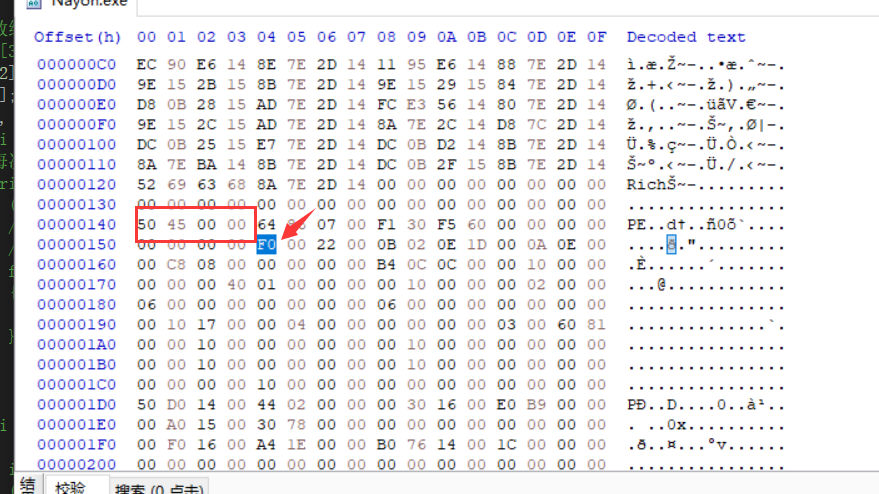 Nayon.exe
Offset(h) 00 01 02 03 04 05 06 07 08 09 0A 0B 0C 0D 0E 0F Decoded text
000000C0 EC 90 E6 14 8E 7E 2D 14 11 95 E6 14 88 7E 2D 14 ì.æ.Ž~-..•æ.ˆ~-.
000000D0 9E 15 2B 15 8B 7E 2D 14 9E 15 29 15 84 7E 2D 14 ž.+.‹~-.ž.).„~-.
000000E0 D8 0B 28 15 AD 7E 2D 14 FC E3 56 14 80 7E 2D 14 Ø.(..~-.üãV.€~-.
000000F0 9E 15 2C 15 AD 7E 2D 14 8A 7E 2C 14 D8 7C 2D 14 ž.,..~-.Š~,.Ø|-.
00000100 DC 0B 25 15 E7 7E 2D 14 DC 0B D2 14 8B 7E 2D 14 Ü.%.ç~-.Ü.Ò.‹~-.
00000110 8A 7E BA 14 8B 7E 2D 14 DC 0B 2F 15 8B 7E 2D 14 Š~º.‹~-.Ü./.‹~-.
00000120 52 69 63 68 8A 7E 2D 14 00 00 00 00 00 00 00 00 RichŠ~-.........
00000130 00 00 00 00 00 00 00 00 00 00 00 00 00 00 00 00 ................
00000140 50 45 00 00 64 07 00 F1 30 F5 60 00 00 00 00 PE..d†..ñ0õ`....
00000150 00 00 00 00 F0 00 22 00 0B 02 0E 1D 00 0A 0E 00 ....ð.".........
00000160 00 C8 08 00 00 00 00 00 B4 0C 0C 00 00 10 00 00 .È......´.......
00000170 00 00 00 40 01 00 00 00 00 10 00 00 00 02 00 00 ...@............
00000180 06 00 00 00 00 00 00 00 06 00 00 00 00 00 00 00 ................
00000190 00 10 17 00 00 04 00 00 00 00 00 00 03 00 60 81 ..............`.
000001A0 00 00 10 00 00 00 00 00 00 10 00 00 00 00 00 00 ................
000001B0 00 00 10 00 00 00 00 00 00 10 00 00 00 00 00 00 ................
000001C0 00 00 00 00 10 00 00 00 00 00 00 00 00 00 00 00 ................
000001D0 50 D0 14 00 44 02 00 00 00 30 16 00 E0 B9 00 00 PÐ..D....0..à¹..
000001E0 00 A0 15 00 30 78 00 00 00 00 00 00 00 00 00 00 . ..0x..........
000001F0 00 F0 16 00 A4 1E 00 00 B0 76 14 00 1C 00 00 00 .ð..¤...°v......
00000200 00 00 00 00 00 00 00 00 00 00 00 00 00 00 00 00 ................
校验 搜索 (0 点击)